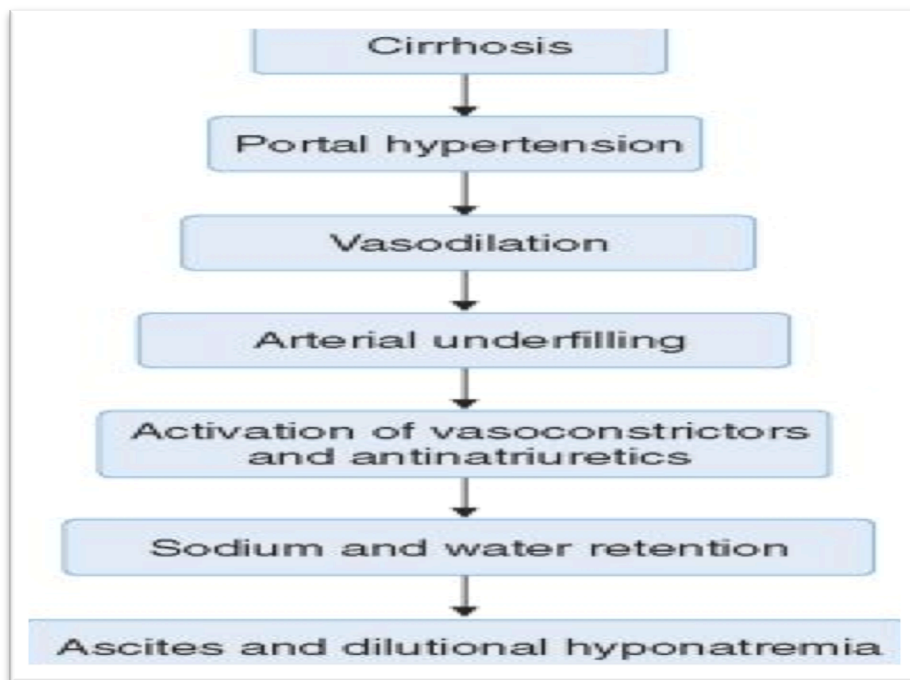 Cirrhosis
Portal hypertension
Vasodilation
Arterial underfilling
Activation of vasoconstrictors
and antinatriuretics
Sodium and water retention
Ascites and dilutional hyponatremia